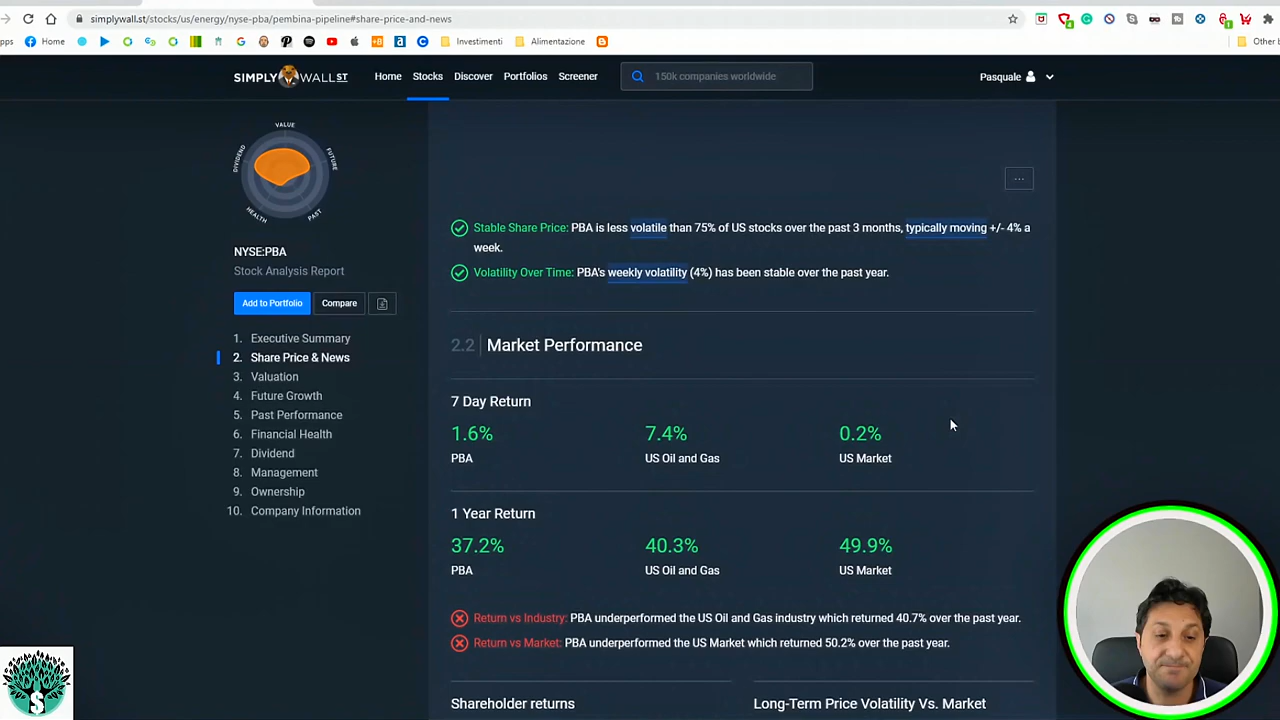 simplywall.st/stocks/us/energy/nyse-pba/pembina-pipeline#share-price-and-news
Home
Investimenti
Alimentazione
Other
SIMPLY WALL ST
Home
Stocks
Discover
Portfolios
Screener
150k companies worldwide
Pasquale
VALUE
FUTURE
PAST
HEALTH
DIVIDEND
NYSE:PBA
Stock Analysis Report
Add to Portfolio
Compare
1. Executive Summary
2. Share Price & News
3. Valuation
4. Future Growth
5. Past Performance
6. Financial Health
7. Dividend
8. Management
9. Ownership
10. Company Information
Stable Share Price: PBA is less volatile than 75% of US stocks over the past 3 months, typically moving +/- 4% a
week.
Volatility Over Time: PBA's weekly volatility (4%) has been stable over the past year.
2.2 Market Performance
7 Day Return
1.6% 7.4% 0.2%
PBA US Oil and Gas US Market
1 Year Return
37.2% 40.3% 49.9%
PBA US Oil and Gas US Market
Return vs Industry: PBA underperformed the US Oil and Gas industry which returned 40.7% over the past year.
Return vs Market: PBA underperformed the US Market which returned 50.2% over the past year.
Shareholder returns
Long-Term Price Volatility Vs. Market